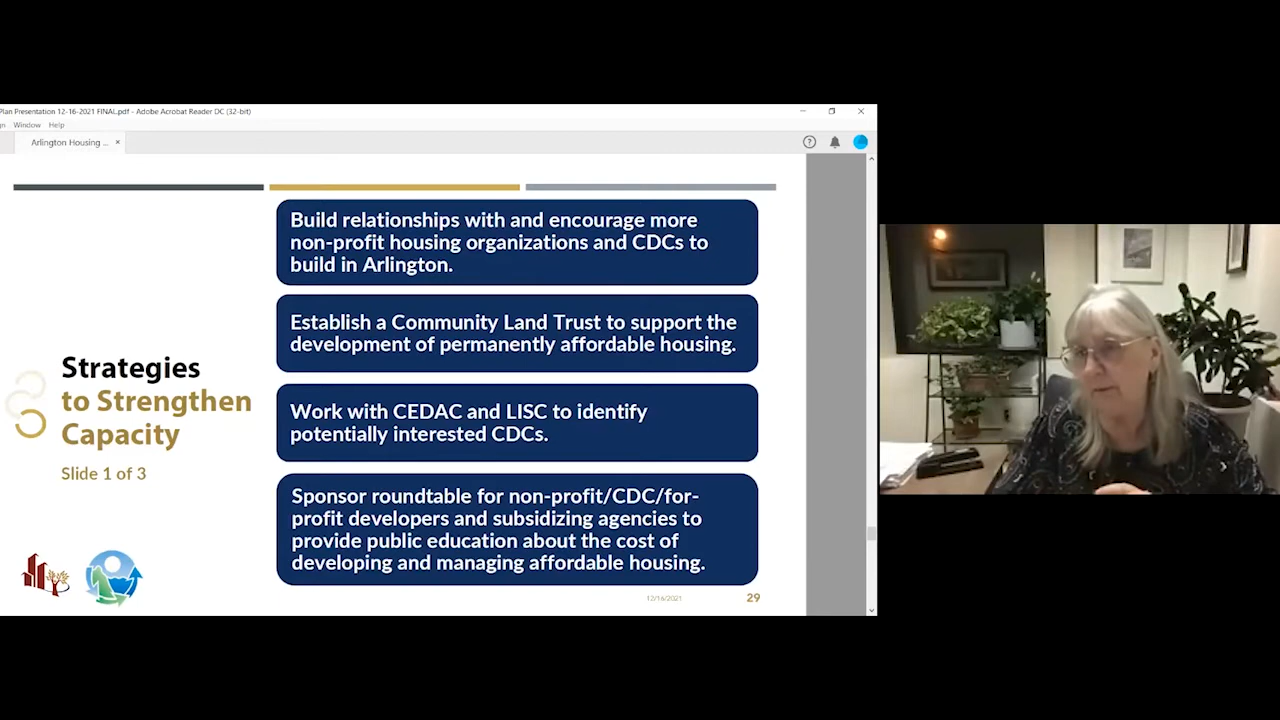 Plan Presentation 12-16-2021 FINAL.pdf - Adobe Acrobat Reader DC (32-bit)
Window Help
Arlington Housing ... ×
Build relationships with and encourage more
non-profit housing organizations and CDCs to
build in Arlington.
Establish a Community Land Trust to support the
development of permanently affordable housing.
Strategies
to Strengthen
Capacity
Slide 1 of 3
Work with CEDAC and LISC to identify
potentially interested CDCs.
Sponsor roundtable for non-profit/CDC/for-
profit developers and subsidizing agencies to
provide public education about the cost of
developing and managing affordable housing.
12/16/2021
29